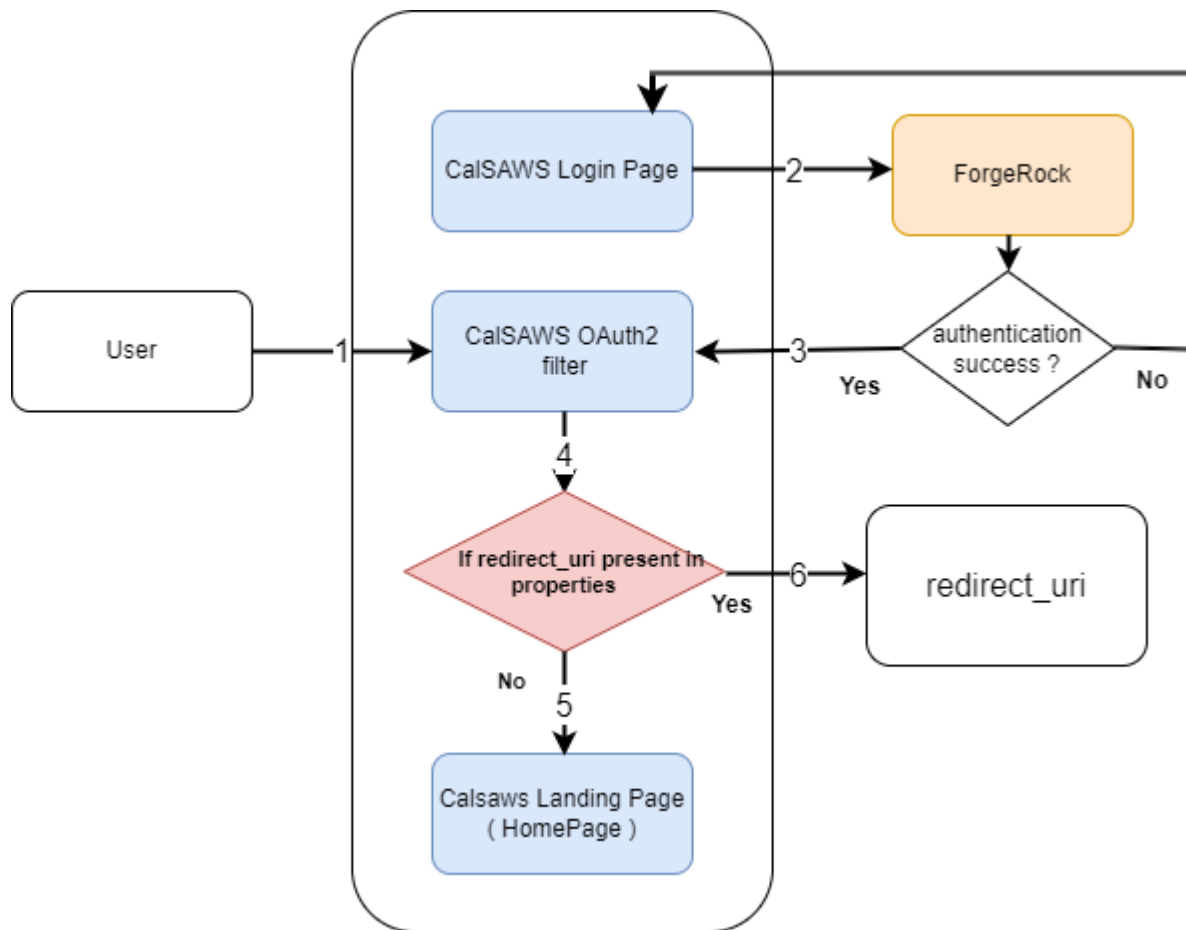 CalSAWS Login Page
2
ForgeRock
User
1
CalSAWS OAuth2
filter
3
authentication
success ?
Yes
No
4
If redirect_uri present in
properties
6
Yes
redirect_uri
No
5
Calsaws Landing Page
( HomePage )